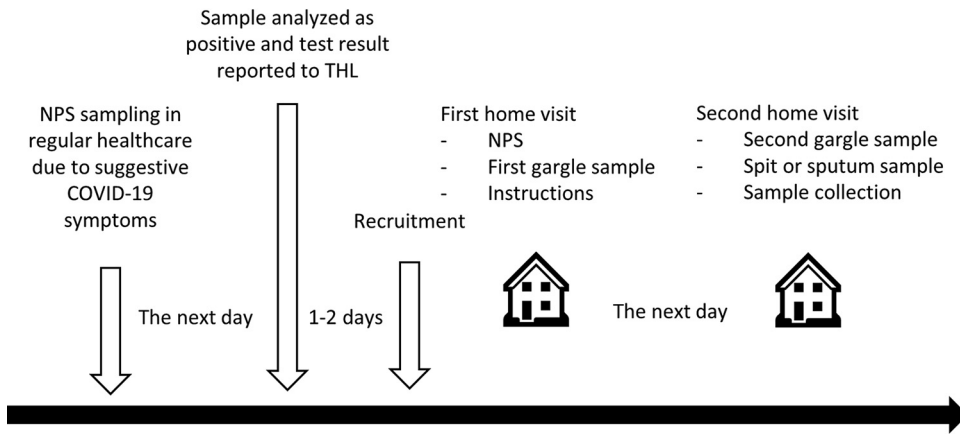 Sample analyzed as
positive and test result
reported to THL
NPS sampling in
regular healthcare
due to suggestive
COVID-19
symptoms
First home visit
- NPS
- First gargle sample
- Instructions
Second home visit
- Second gargle sample
- Spit or sputum sample
- Sample collection
Recruitment
The next day
1-2 days
The next day